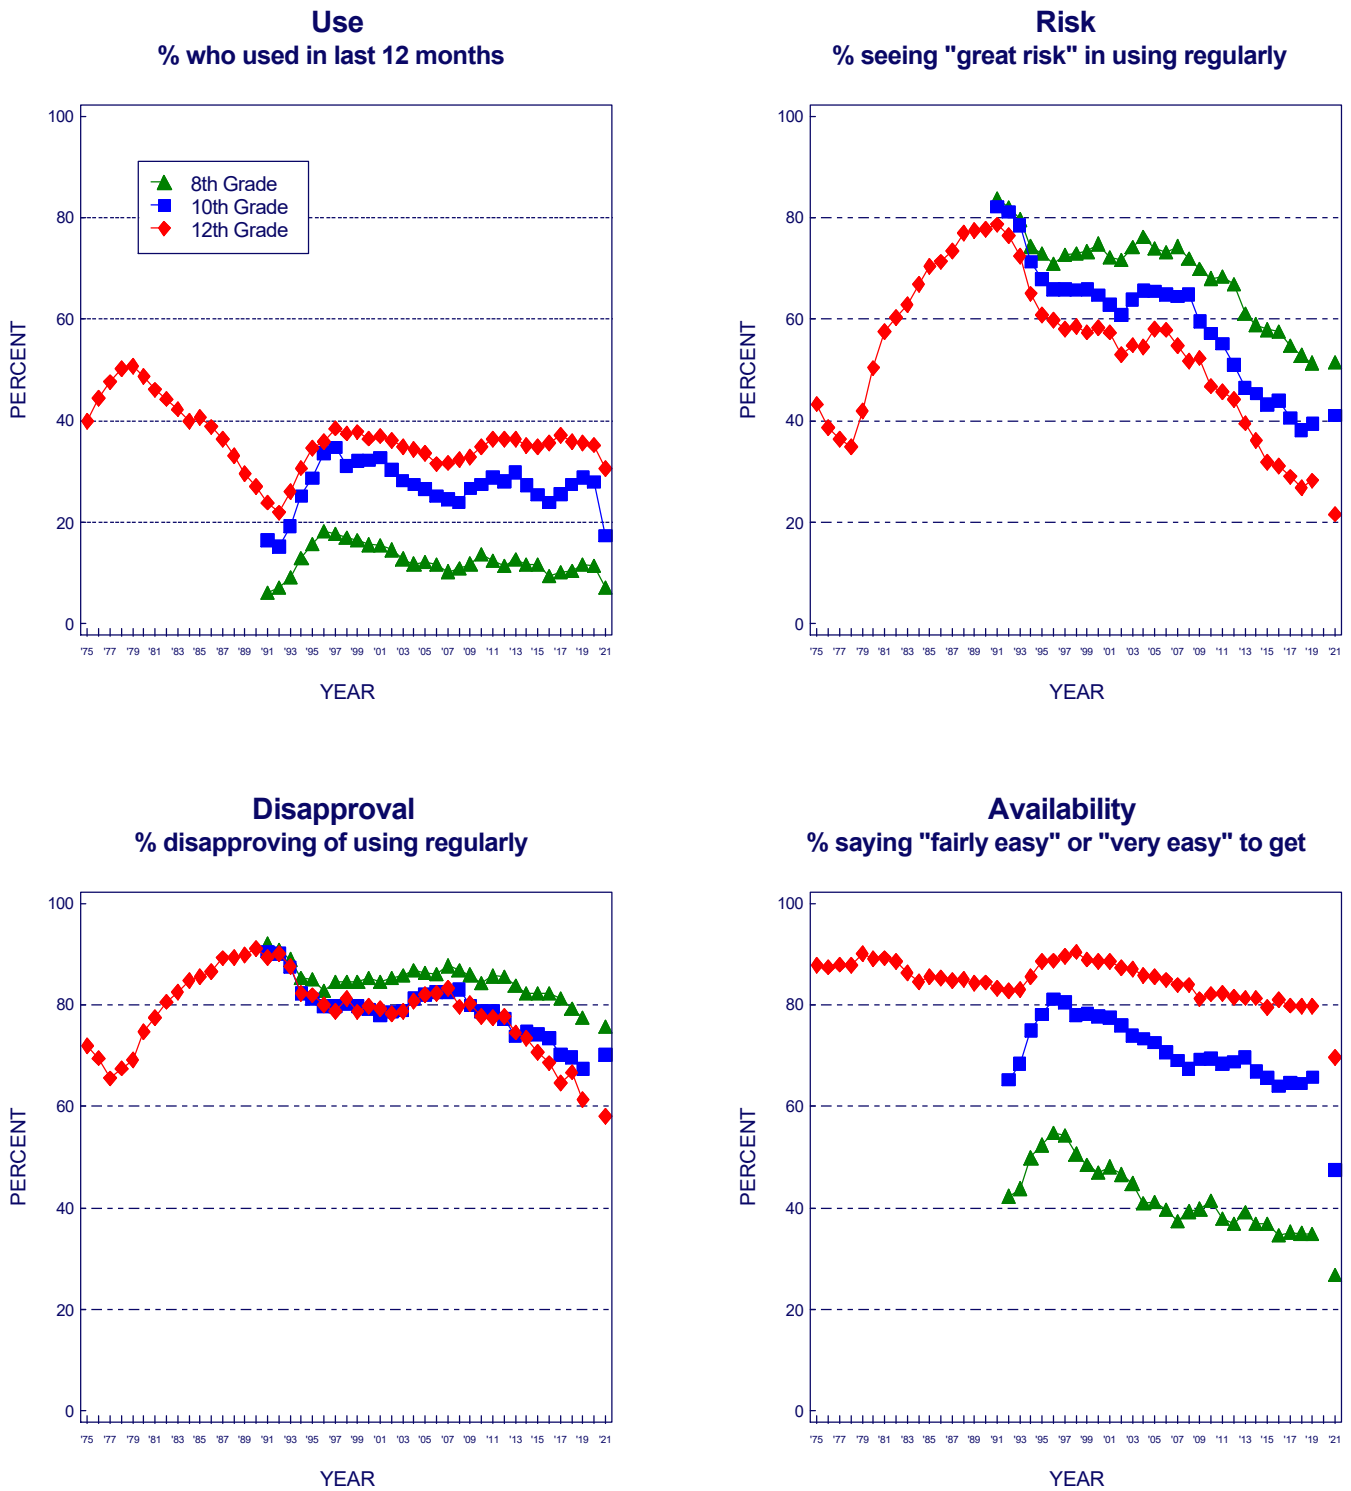 Use
% who used in last 12 months
100
80
60
40
20
0
PERCENT
8th Grade
10th Grade
12th Grade
'75 '77 '79 '81 '83 '85 '87 '89 '91 '93 '95 '97 '99 '01 '03 '05 '07 '09 '11 '13 '15 '17 '19 '21
YEAR
Risk
% seeing "great risk" in using regularly
100
80
60
40
20
0
PERCENT
'75 '77 '79 '81 '83 '85 '87 '89 '91 '93 '95 '97 '99 '01 '03 '05 '07 '09 '11 '13 '15 '17 '19 '21
YEAR
Disapproval
% disapproving of using regularly
100
80
60
40
20
0
PERCENT
'75 '77 '79 '81 '83 '85 '87 '89 '91 '93 '95 '97 '99 '01 '03 '05 '07 '09 '11 '13 '15 '17 '19 '21
YEAR
Availability
% saying "fairly easy" or "very easy" to get
100
80
60
40
20
0
PERCENT
'75 '77 '79 '81 '83 '85 '87 '89 '91 '93 '95 '97 '99 '01 '03 '05 '07 '09 '11 '13 '15 '17 '19 '21
YEAR